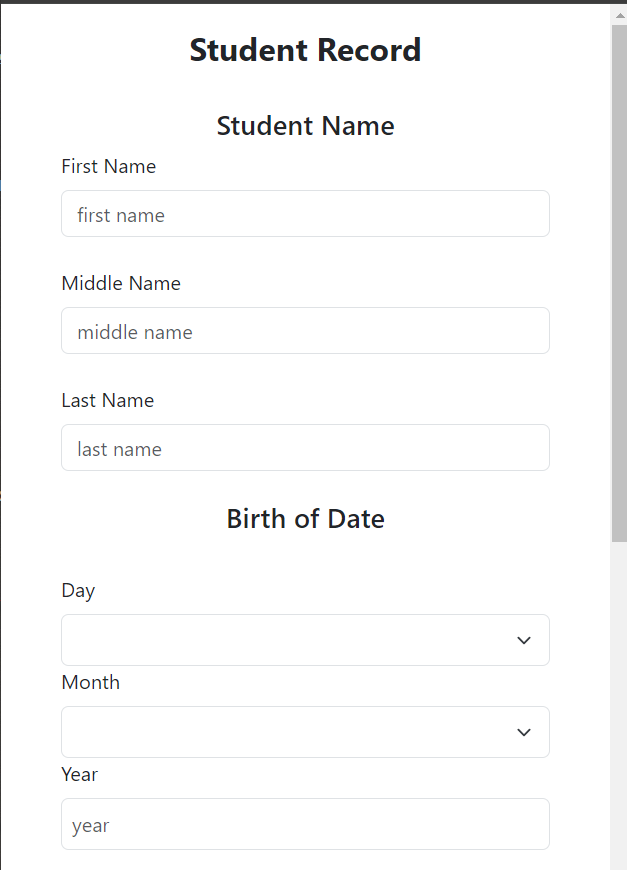 Student Record
Student Name
First Name
first name
Middle Name
middle name
Last Name
last name
Birth of Date
Day
Month
Year
year